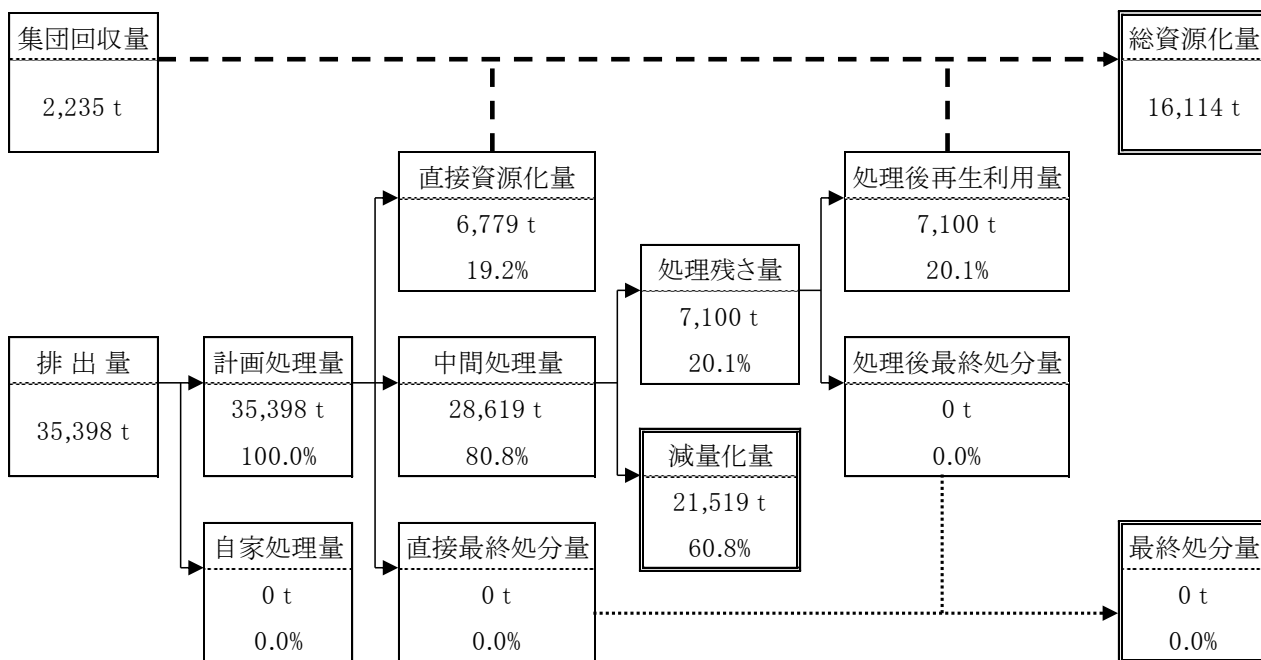 集団回収量
2,235 t
総資源化量
16,114 t
直接資源化量
6,779 t
19.2%
処理後再生利用量
7,100 t
20.1%
処理残さ量
7,100 t
20.1%
排 出 量
35,398 t
計画処理量
35,398 t
100.0%
中間処理量
28,619 t
80.8%
処理後最終処分量
0 t
0.0%
減量化量
21,519 t
60.8%
自家処理量
0 t
0.0%
直接最終処分量
0 t
0.0%
最終処分量
0 t
0.0%